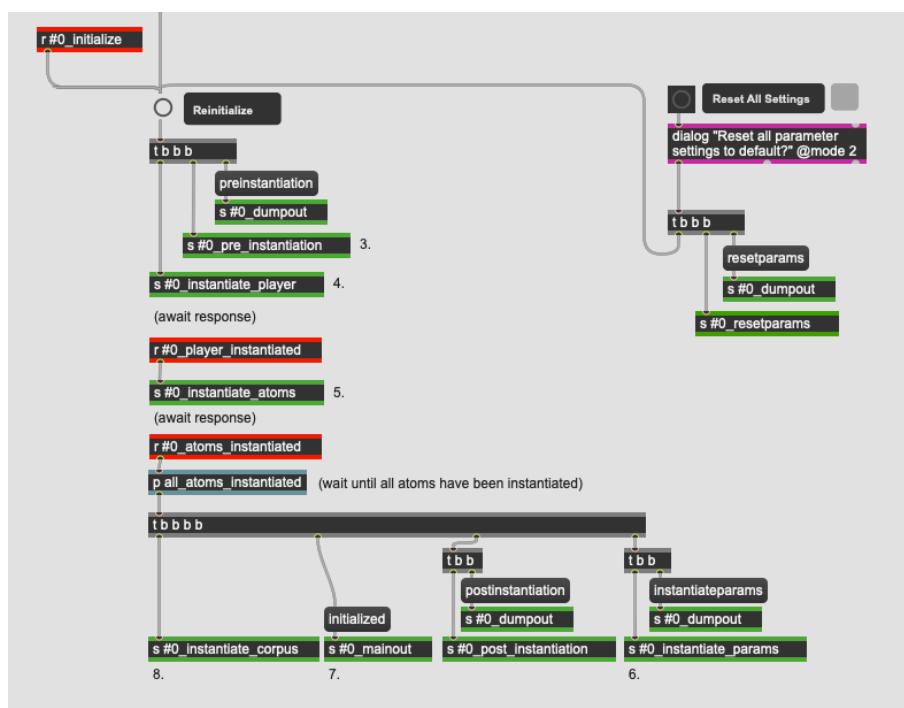 r #0_initialize
Reinitialize
Reset All Settings
dialog "Reset all parameter
settings to default?" @mode 2
t b b b
preinstantiation
s #0_dumpout
s #0_pre_instantiation
3.
t b b b
resetparams
s #0_dumpout
s #0_resetparams
s #0_instantiate_player
4.
(await response)
r #0_player_instantiated
s #0_instantiate_atoms
5.
(await response)
r #0_atoms_instantiated
p all_atoms_instantiated
(wait until all atoms have been instantiated)
t b b b b
t b b
t b b
postinstantiation
instantiateparams
initialized
s #0_dumpout
s #0_dumpout
s #0_instantiate_corpus
s #0_mainout
s #0_post_instantiation
s #0_instantiate_params
8.
7.
6.